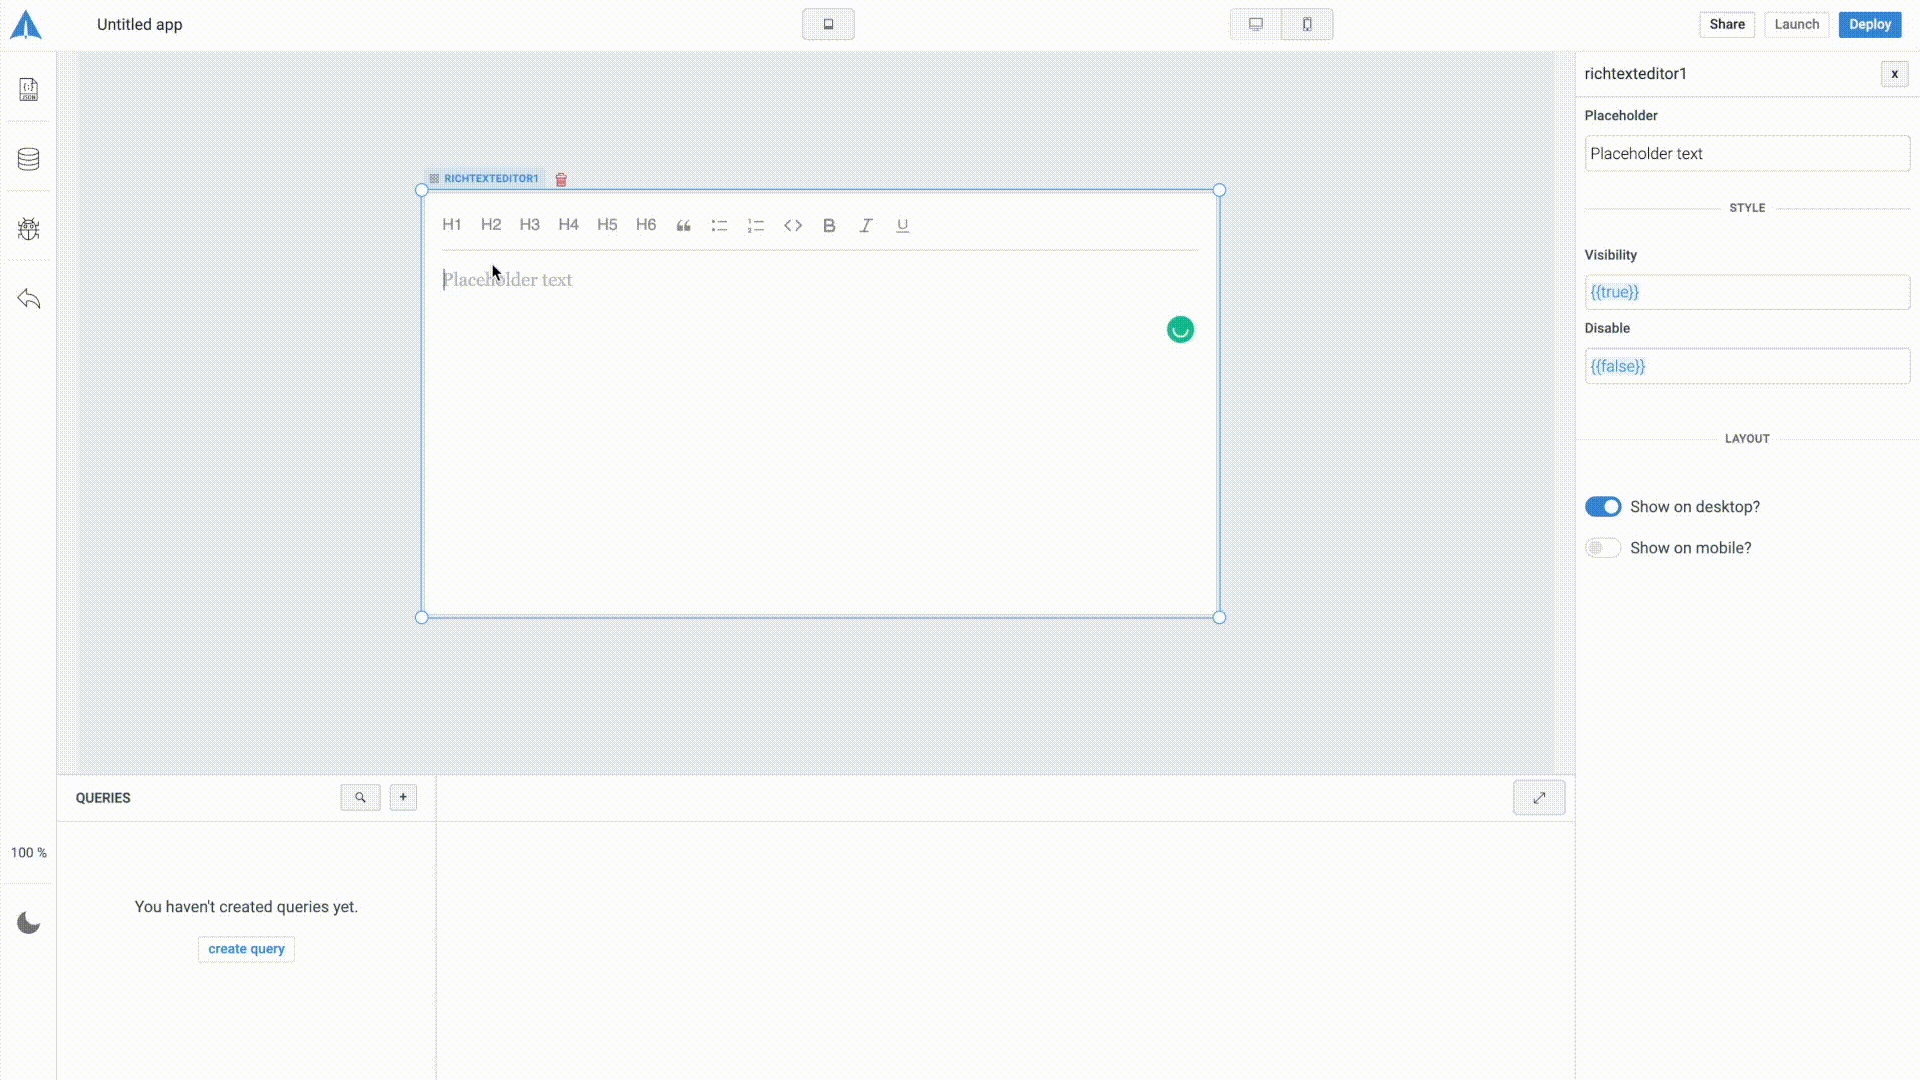 Untitled app
Share
Launch
Deploy
JSON
richtexteditor1
x
Placeholder
Placeholder text
STYLE
Visibility
{{true}}
Disable
{{false}}
LAYOUT
Show on desktop?
Show on mobile?
RICHTEXTEDITOR1
H1 H2 H3 H4 H5 H6 “ <> B I U
Placeholder text
QUERIES
+
You haven't created queries yet.
create query
100 %